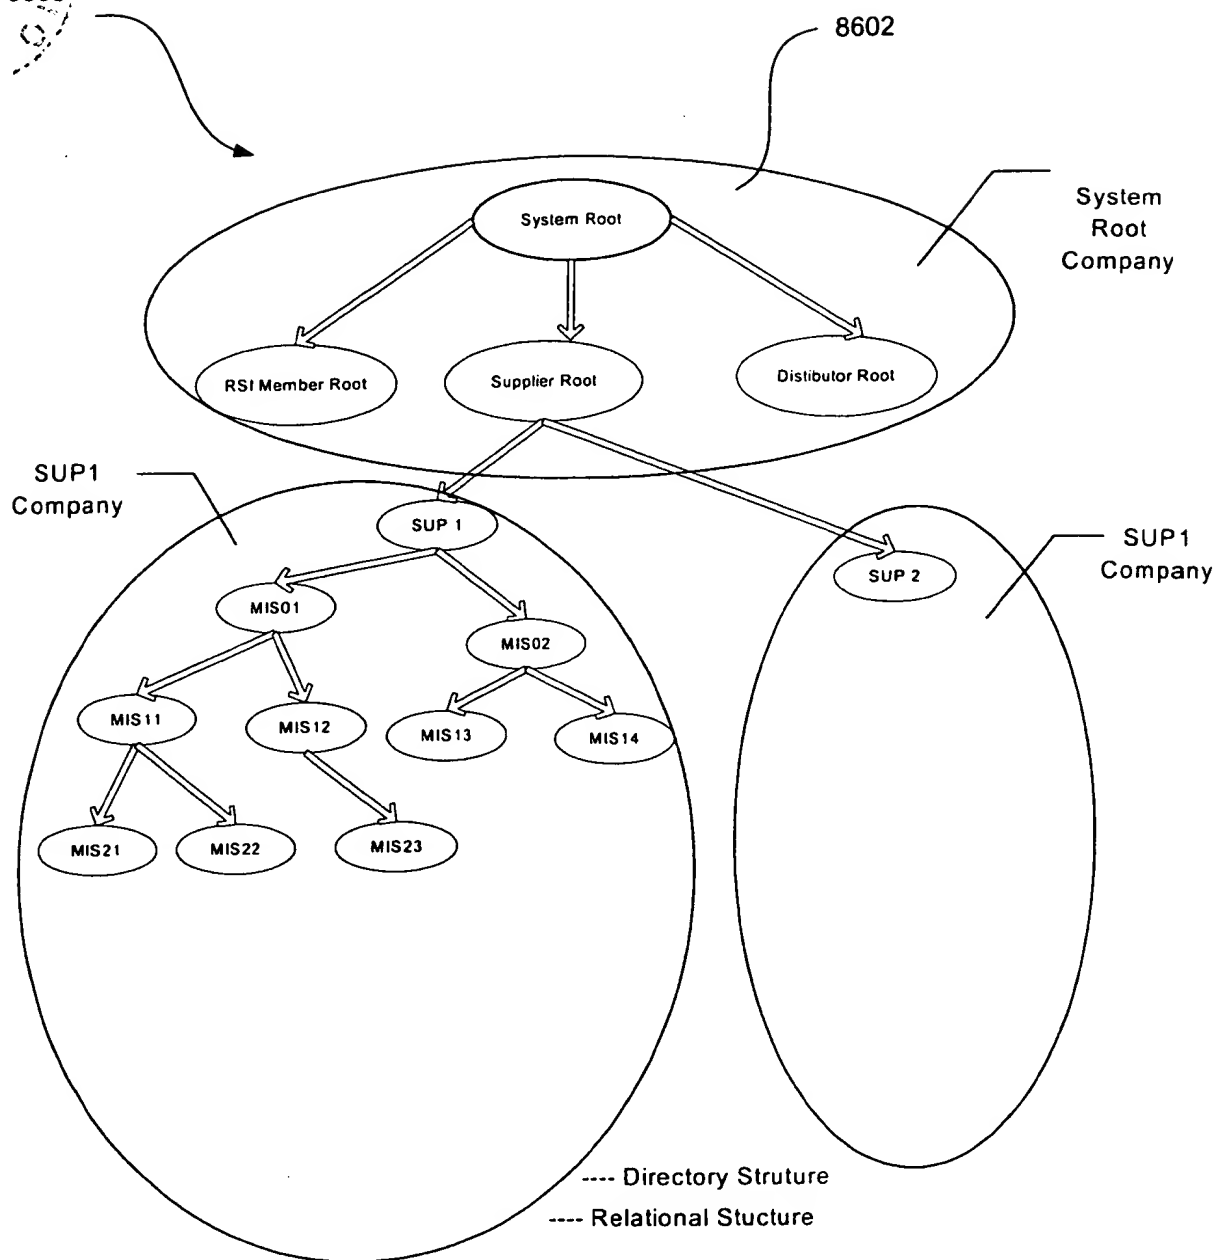 8602
System Root
System
Root
Company
RSI Member Root
Supplier Root
Distibutor Root
SUP1
Company
SUP 1
SUP1
Company
SUP 2
MIS01
MIS02
MIS11
MIS12
MIS13
MIS14
MIS21
MIS22
MIS23
---- Directory Struture
---- Relational Stucture